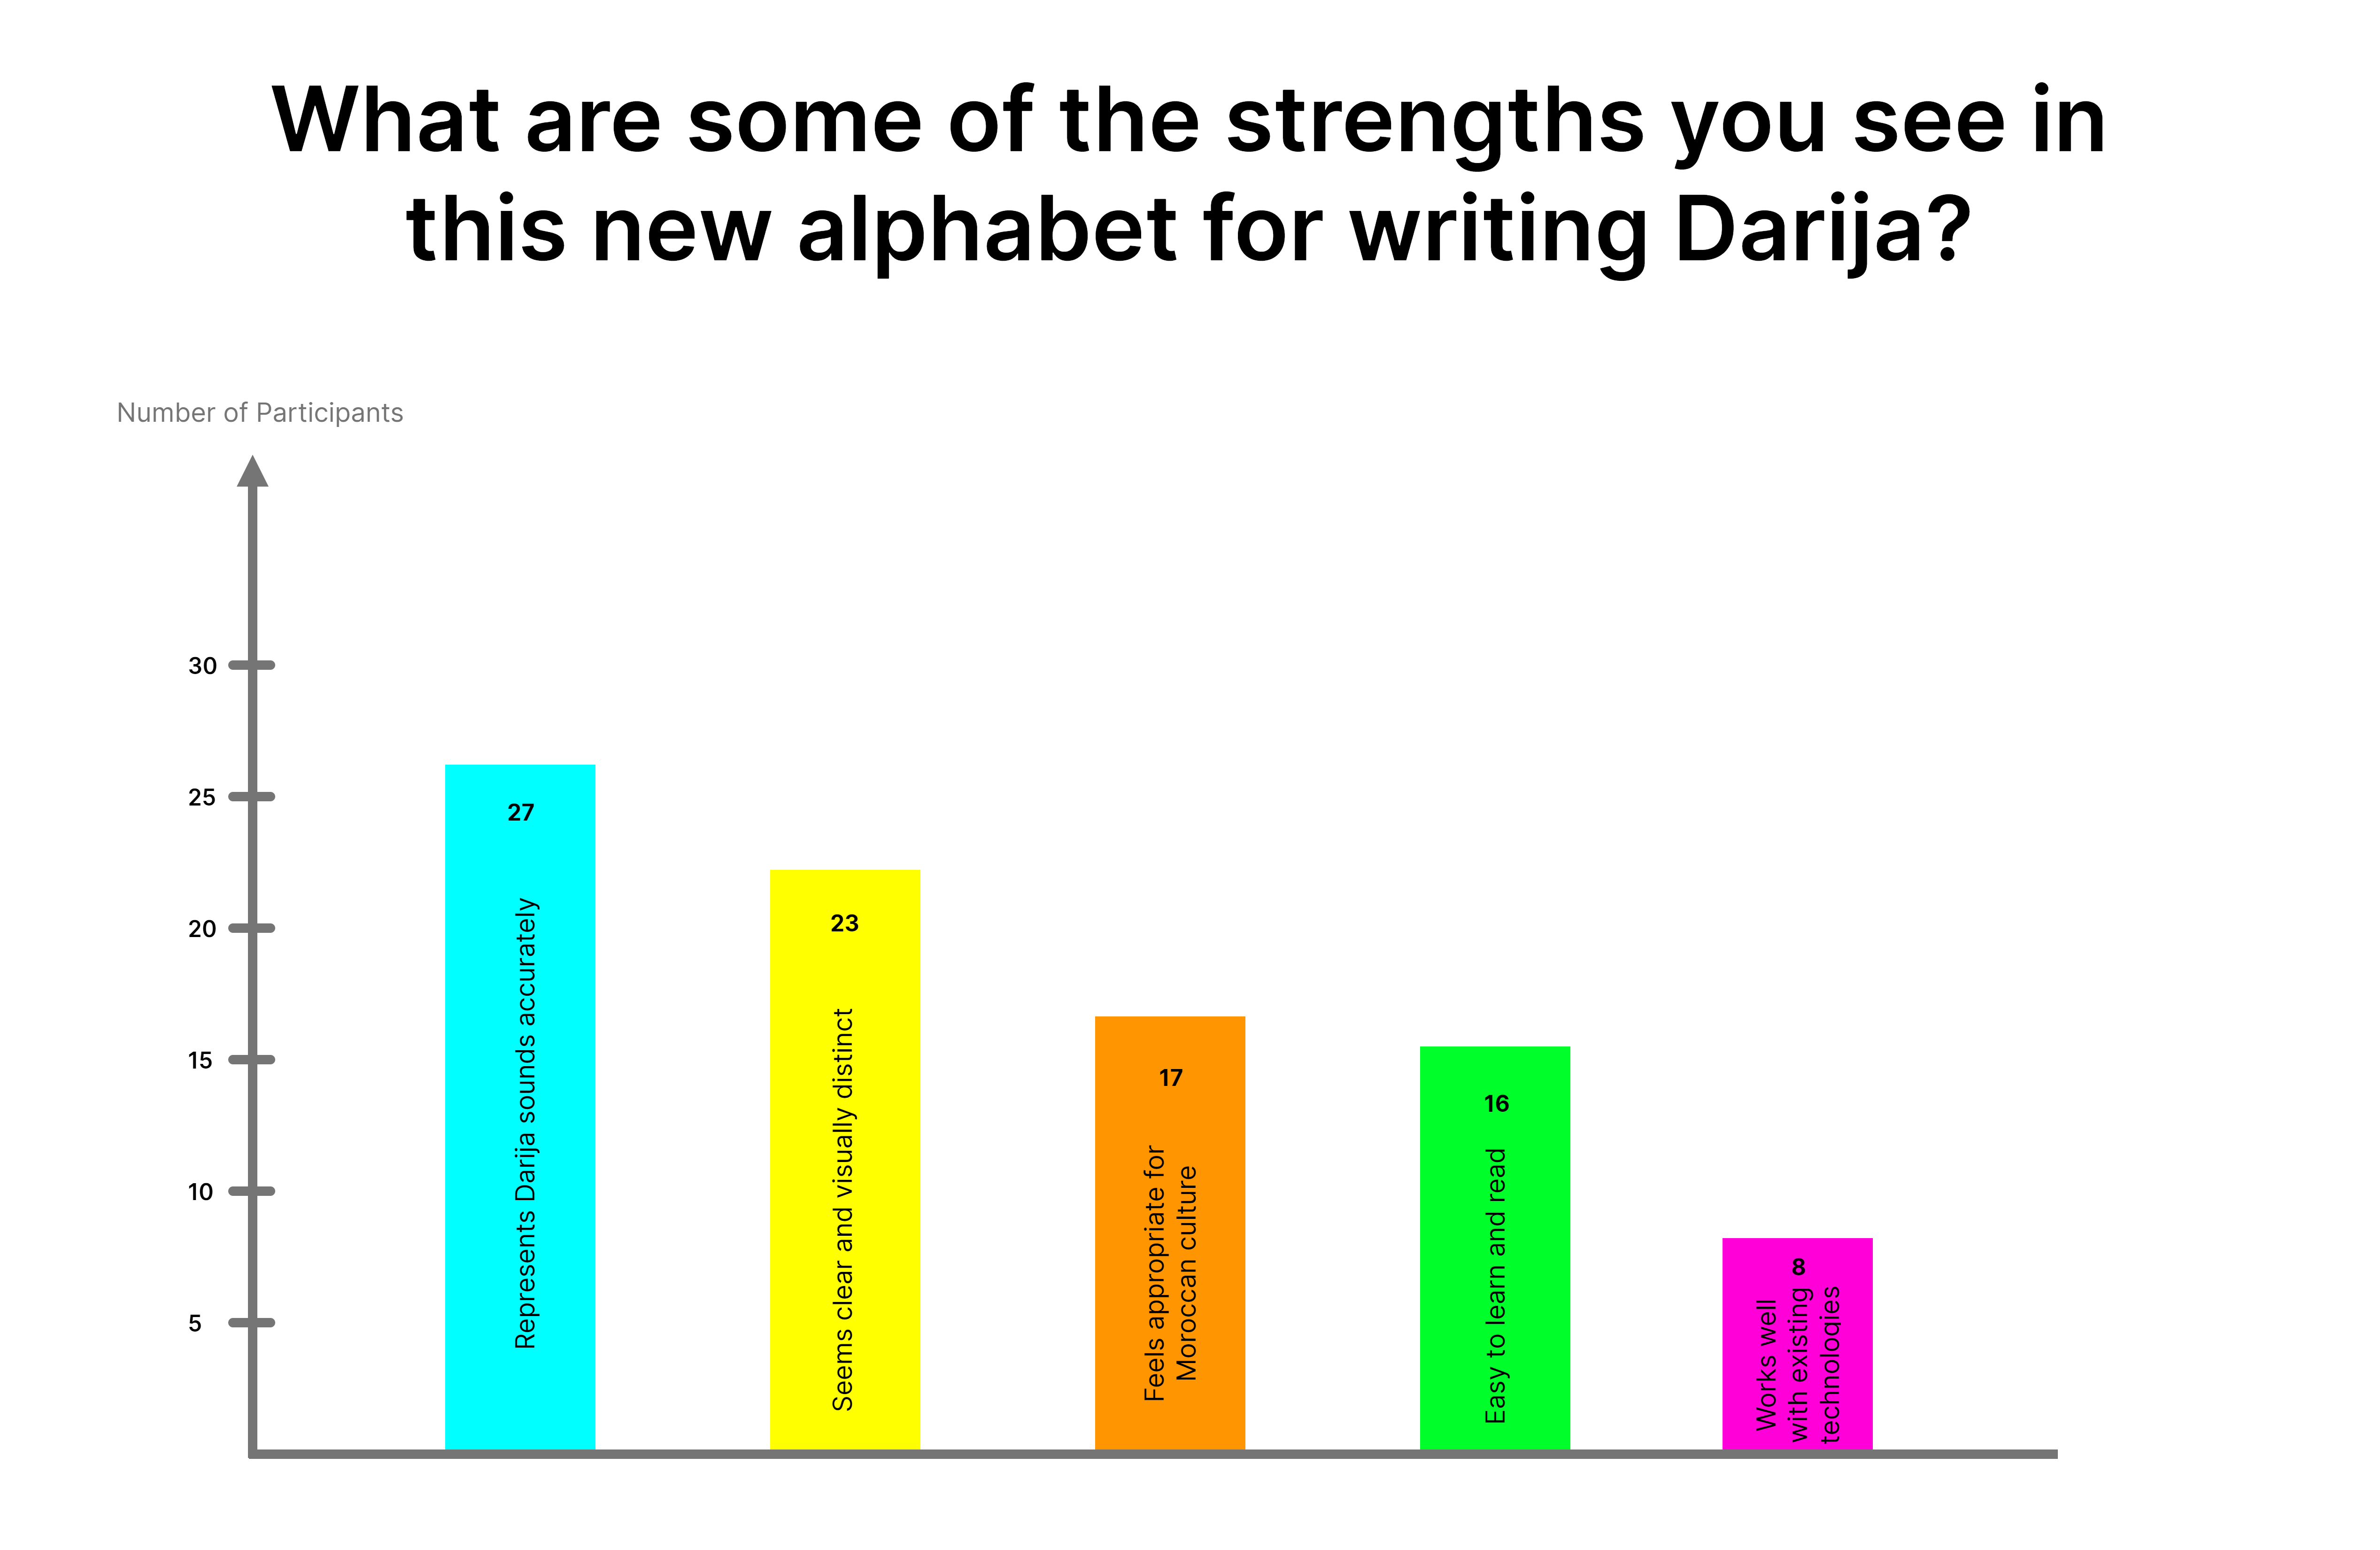 What are some of the strengths you see in
this new alphabet for writing Darija?
Number of Participants
30
25
20
15
10
5
27
Represents Darija sounds accurately
23
Seems clear and visually distinct
17
Feels appropriate for
Moroccan culture
16
Easy to learn and read
8
Works well
with existing
technologies